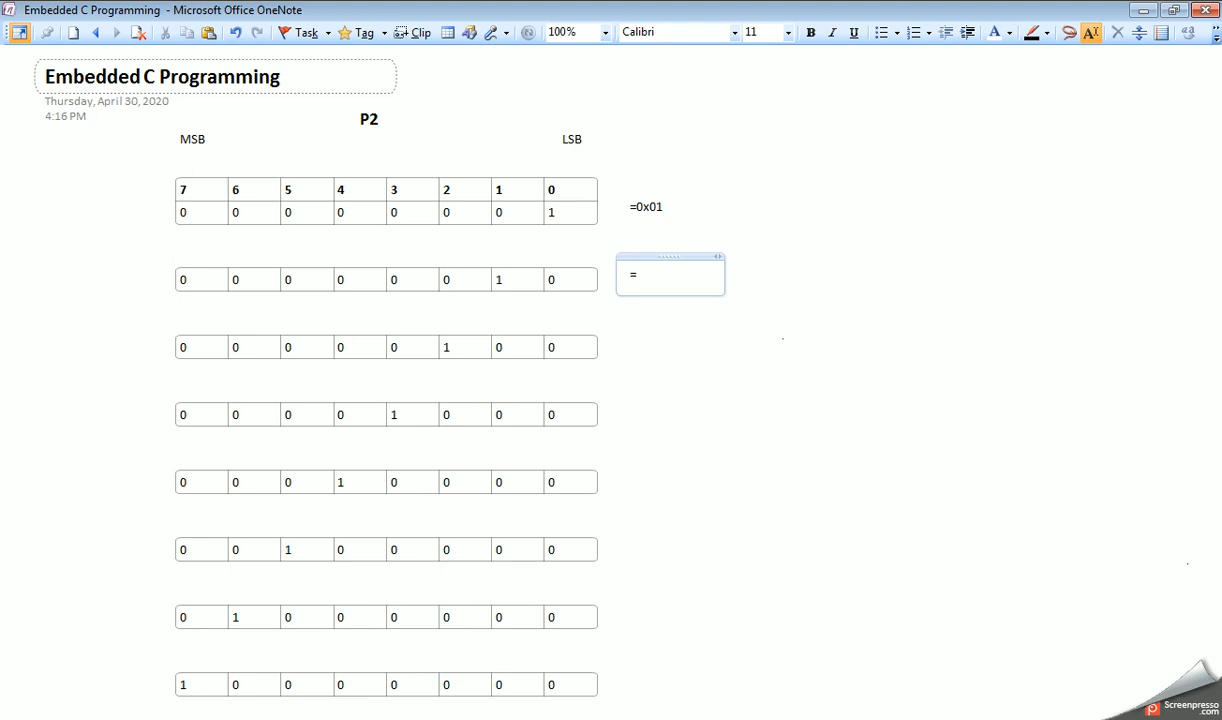 Embedded C Programming - Microsoft Office OneNote
Task Tag Clip 100% Calibri 11 B I U A A
Embedded C Programming
Thursday, April 30, 2020
4:16 PM
P2
MSB LSB
7 6 5 4 3 2 1 0
0 0 0 0 0 0 0 1 =0x01
0 0 0 0 0 0 1 0 =
0 0 0 0 0 1 0 0
0 0 0 0 1 0 0 0
0 0 0 1 0 0 0 0
0 0 1 0 0 0 0 0
0 1 0 0 0 0 0 0
1 0 0 0 0 0 0 0
Screenpresso
.com